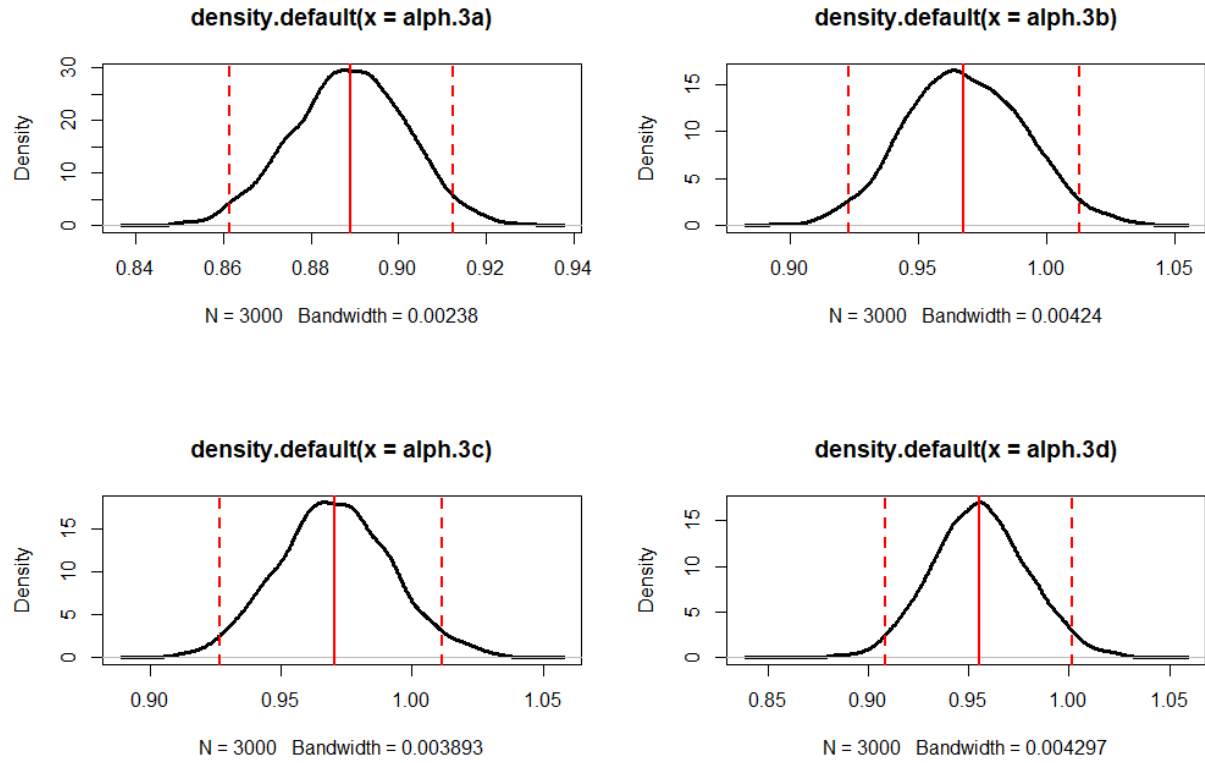 density.default(x = alph.3a)
Density
0 10 20 30
0.84 0.86 0.88 0.90 0.92 0.94
N = 3000 Bandwidth = 0.00238
density.default(x = alph.3b)
Density
0 5 10 15
0.90 0.95 1.00 1.05
N = 3000 Bandwidth = 0.00424
density.default(x = alph.3c)
Density
0 5 10 15
0.90 0.95 1.00 1.05
N = 3000 Bandwidth = 0.003893
density.default(x = alph.3d)
Density
0 5 10 15
0.85 0.90 0.95 1.00 1.05
N = 3000 Bandwidth = 0.004297